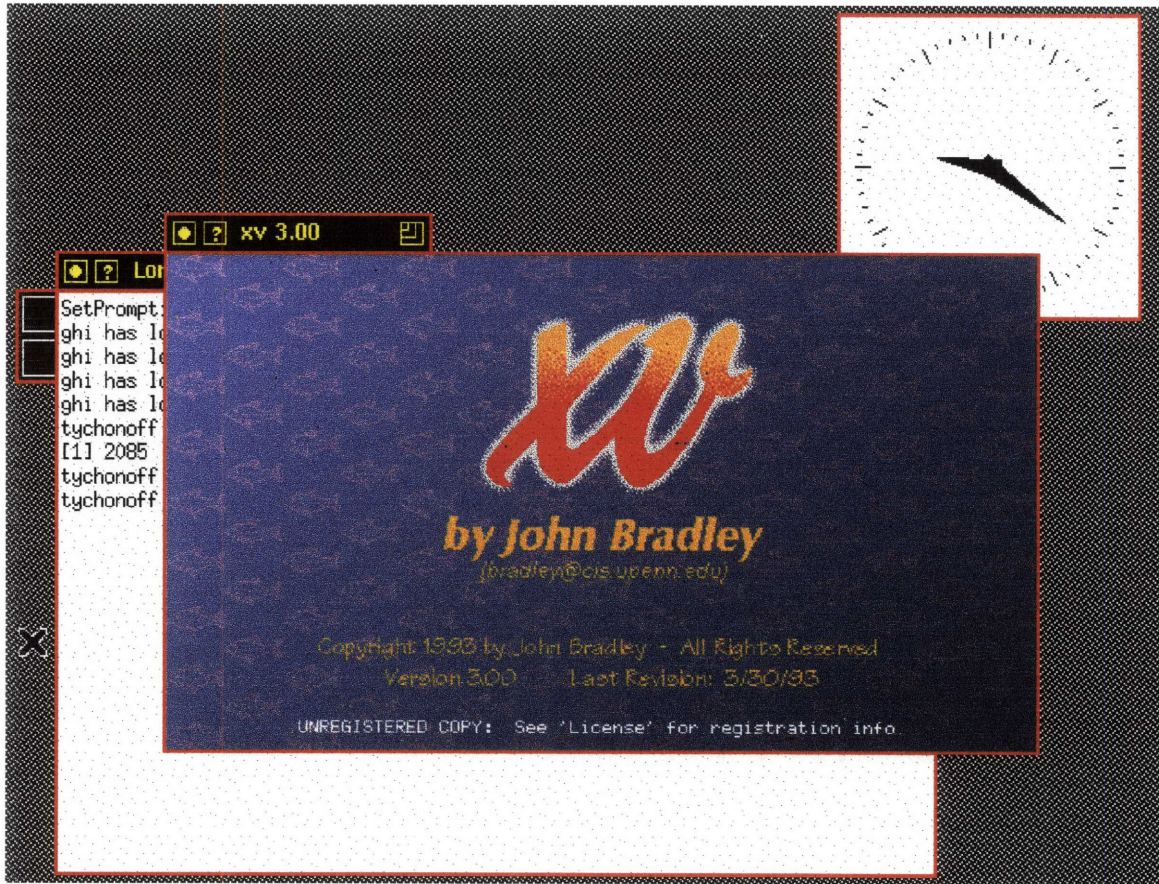 ? xv 3.00
? Lor
SetPrompt:
ghi has lo
ghi has lo
ghi has lo
ghi has lo
tychonoff
[1] 2085
tychonoff
tychonoff
xv
by John Bradley
(bradley@cis.upenn.edu)
Copyright 1993 by John Bradley - All Rights Reserved
Version 3.00 Last Revision: 3/30/93
UNREGISTERED COPY: See 'License' for registration info.
X